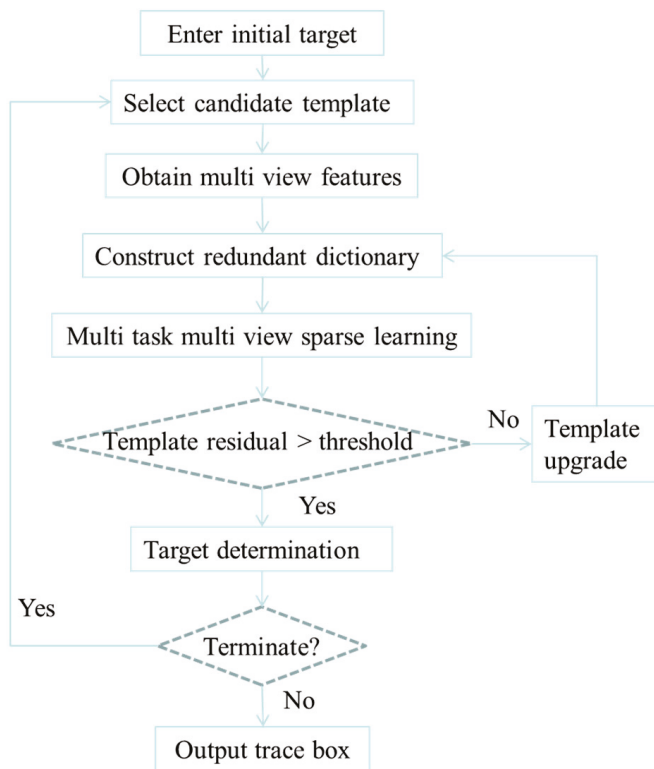 Enter initial target
Select candidate template
Obtain multi view features
Construct redundant dictionary
Multi task multi view sparse learning
Template residual > threshold
No
Template
upgrade
Yes
Target determination
Yes
Terminate?
No
Output trace box